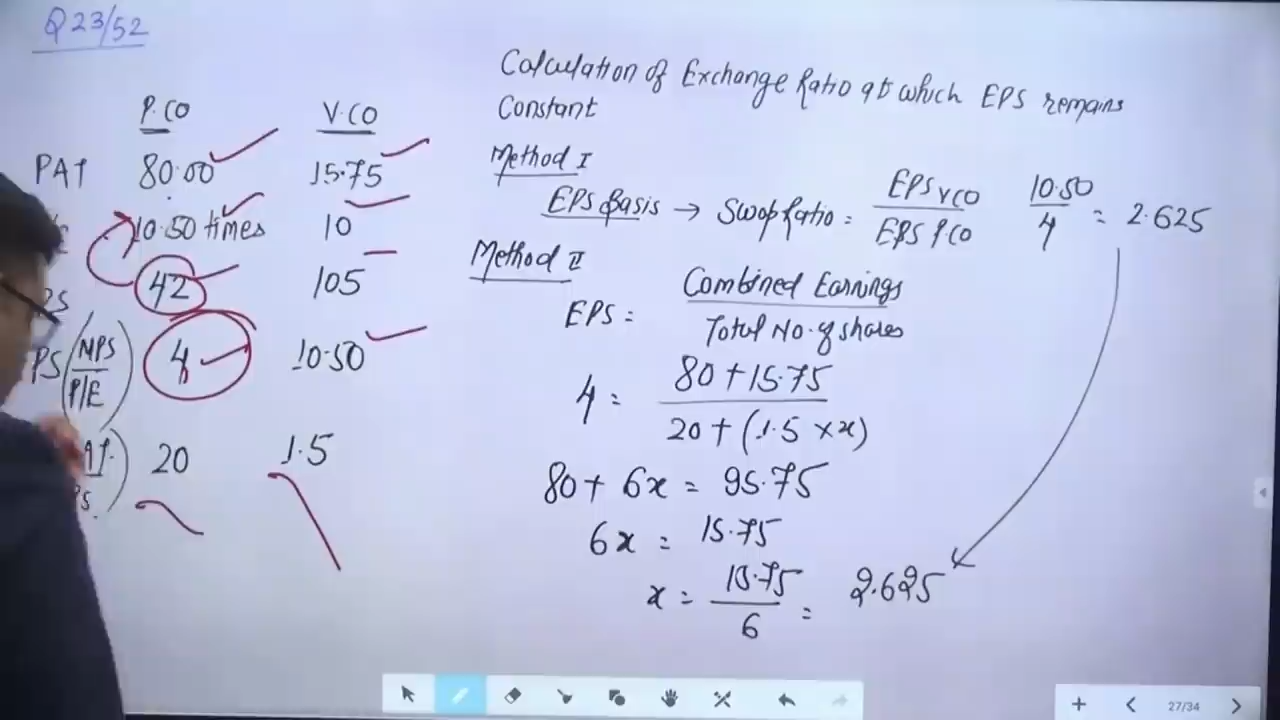 Q 23/52
P.CO V.CO
PAT 80.00 15.75
10.50 times 10
42 105
PS (NPS/P/E) 4 10.50
20 1.5
Calculation of Exchange Ratio at which EPS remains
Constant
Method I
EPS Basis → Swap Ratio = EPS V CO / EPS P CO 10.50 / 4 = 2.625
Method II
EPS = Combined Earnings / Total No. of shares
4 = 80 + 15.75 / 20 + (1.5 × x)
80 + 6x = 95.75
6x = 15.75
x = 15.75 / 6 = 2.625
27/34